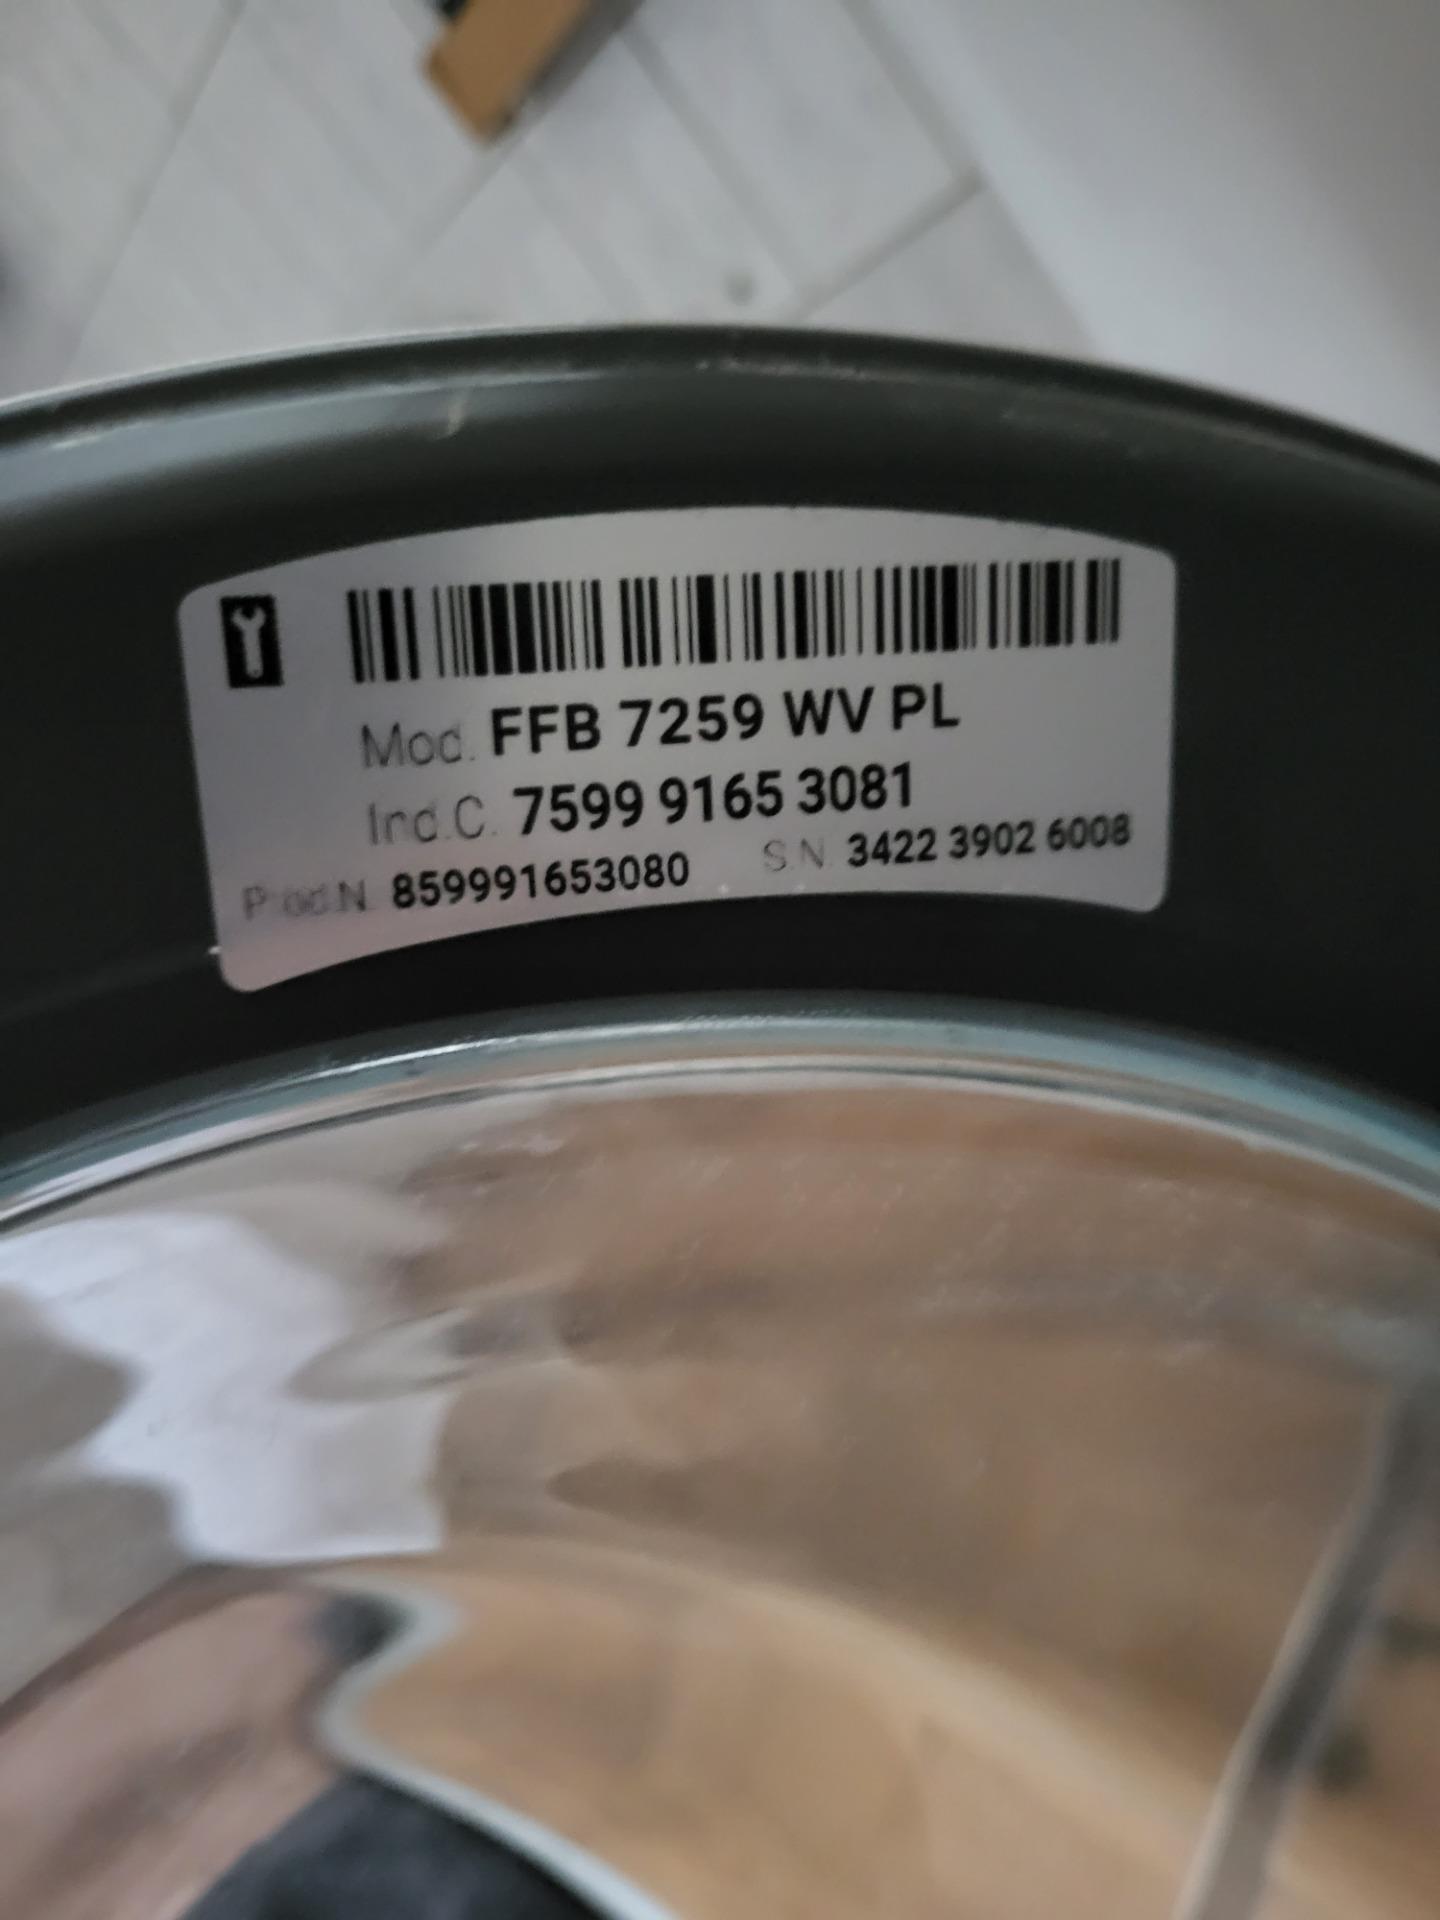 Mod. FFB 7259 WV PL
Ind.C. 7599 9165 3081
Prod.N. 859991653080 S.N. 3422 3902 6008